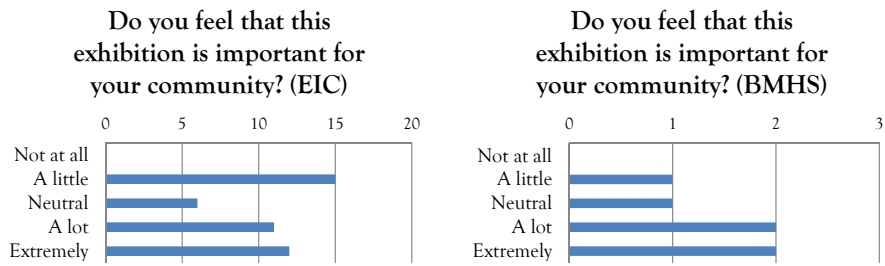 Do you feel that this
exhibition is important for
your community? (EIC)
0 5 10 15 20
Not at all
A little
Neutral
A lot
Extremely
Do you feel that this
exhibition is important for
your community? (BMHS)
0 1 2 3
Not at all
A little
Neutral
A lot
Extremely